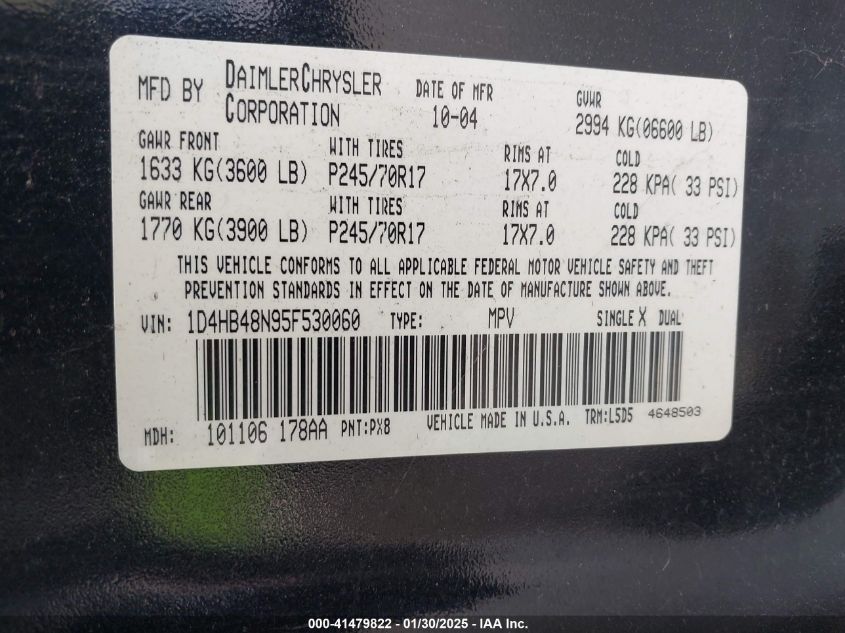 MFD BY DAIMLERCHRYSLER CORPORATION DATE OF MFR 10-04 GVWR 2994 KG(06600 LB)
GAWR FRONT WITH TIRES RIMS AT COLD
1633 KG(3600 LB) P245/70R17 17X7.0 228 KPA( 33 PSI)
GAWR REAR WITH TIRES RIMS AT COLD
1770 KG(3900 LB) P245/70R17 17X7.0 228 KPA( 33 PSI)
THIS VEHICLE CONFORMS TO ALL APPLICABLE FEDERAL MOTOR VEHICLE SAFETY AND THEFT
PREVENTION STANDARDS IN EFFECT ON THE DATE OF MANUFACTURE SHOWN ABOVE.
VIN: 1D4HB48N95F530060 TYPE: MPV SINGLE X DUAL
MDH: 101106 178AA PNT:PX8 VEHICLE MADE IN U.S.A. TRM:L5D5 4648503
000-41479822 - 01/30/2025 - IAA Inc.